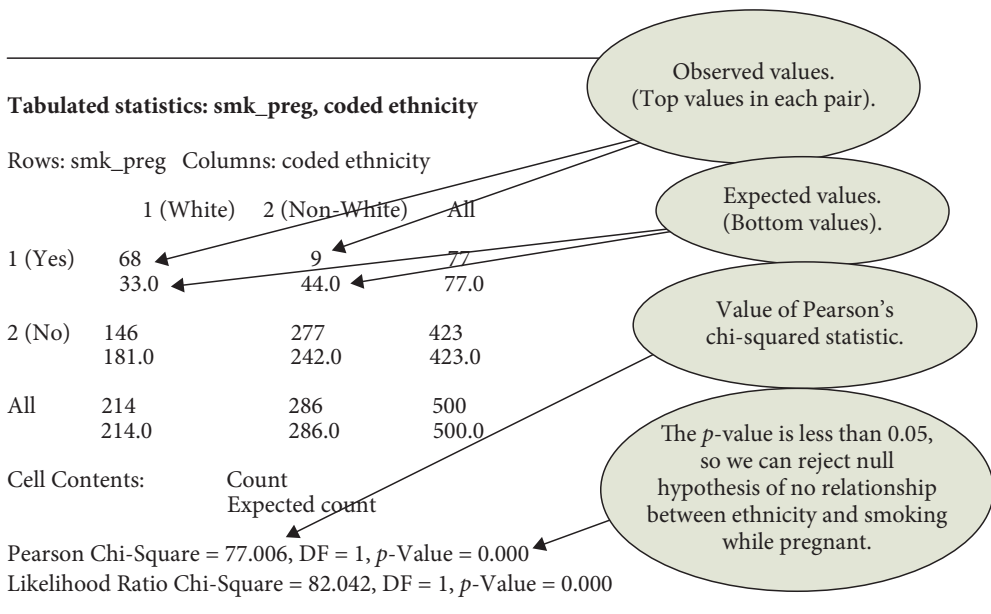 Observed values.
(Top values in each pair).
Tabulated statistics: smk_preg, coded ethnicity
Rows: smk_preg Columns: coded ethnicity
Expected values.
(Bottom values).
1 (White) 2 (Non-White) All
1 (Yes) 68 9 77
33.0 44.0 77.0
Value of Pearson's
chi-squared statistic.
2 (No) 146 277 423
181.0 242.0 423.0
All 214 286 500
214.0 286.0 500.0
The p-value is less than 0.05,
so we can reject null
hypothesis of no relationship
between ethnicity and smoking
while pregnant.
Cell Contents: Count
Expected count
Pearson Chi-Square = 77.006, DF = 1, p-Value = 0.000
Likelihood Ratio Chi-Square = 82.042, DF = 1, p-Value = 0.000